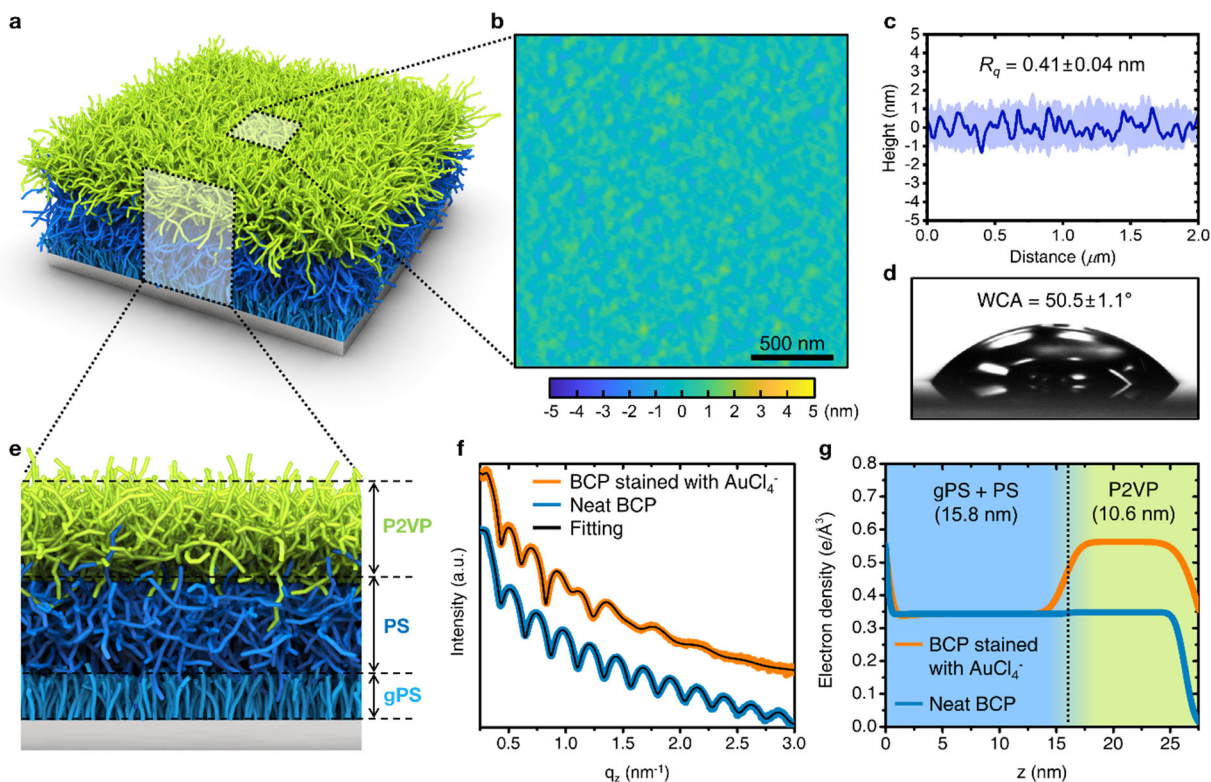 a
b
500 nm
-5 -4 -3 -2 -1 0 1 2 3 4 5 (nm)
c
R_q = 0.41±0.04 nm
5
4
3
2
1
0
-1
-2
-3
-4
-5
Height (nm)
0.0 0.5 1.0 1.5 2.0
Distance (μm)
d
WCA = 50.5±1.1°
e
P2VP
PS
gPS
f
BCP stained with AuCl₄⁻
Neat BCP
Fitting
Intensity (a.u.)
0.5 1.0 1.5 2.0 2.5 3.0
q_z (nm⁻¹)
g
gPS + PS
(15.8 nm)
P2VP
(10.6 nm)
BCP stained
with AuCl₄⁻
Neat BCP
0.8
0.7
0.6
0.5
0.4
0.3
0.2
0.1
0.0
Electron density (e/Å³)
0 5 10 15 20 25
z (nm)